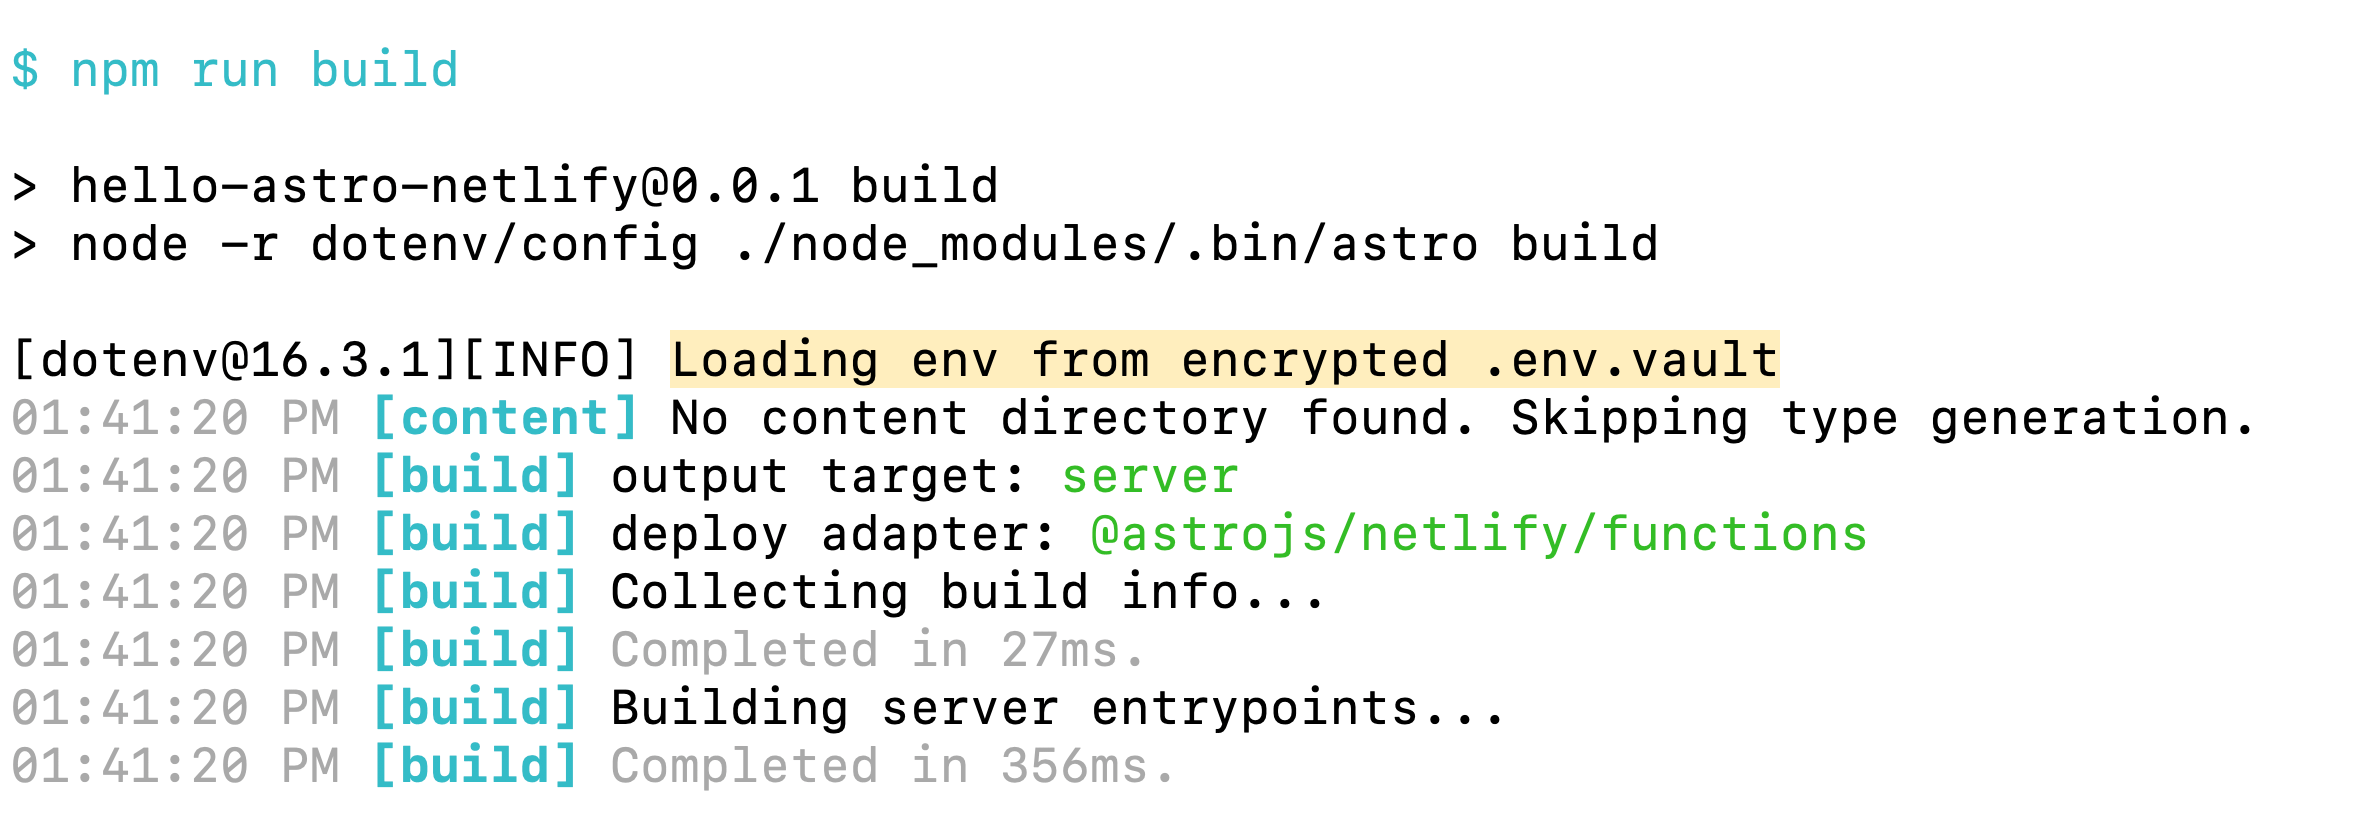 $ npm run build
> hello-astro-netlify@0.0.1 build
> node -r dotenv/config ./node_modules/.bin/astro build
[dotenv@16.3.1][INFO] Loading env from encrypted .env.vault
01:41:20 PM [content] No content directory found. Skipping type generation.
01:41:20 PM [build] output target: server
01:41:20 PM [build] deploy adapter: @astrojs/netlify/functions
01:41:20 PM [build] Collecting build info...
01:41:20 PM [build] Completed in 27ms.
01:41:20 PM [build] Building server entrypoints...
01:41:20 PM [build] Completed in 356ms.